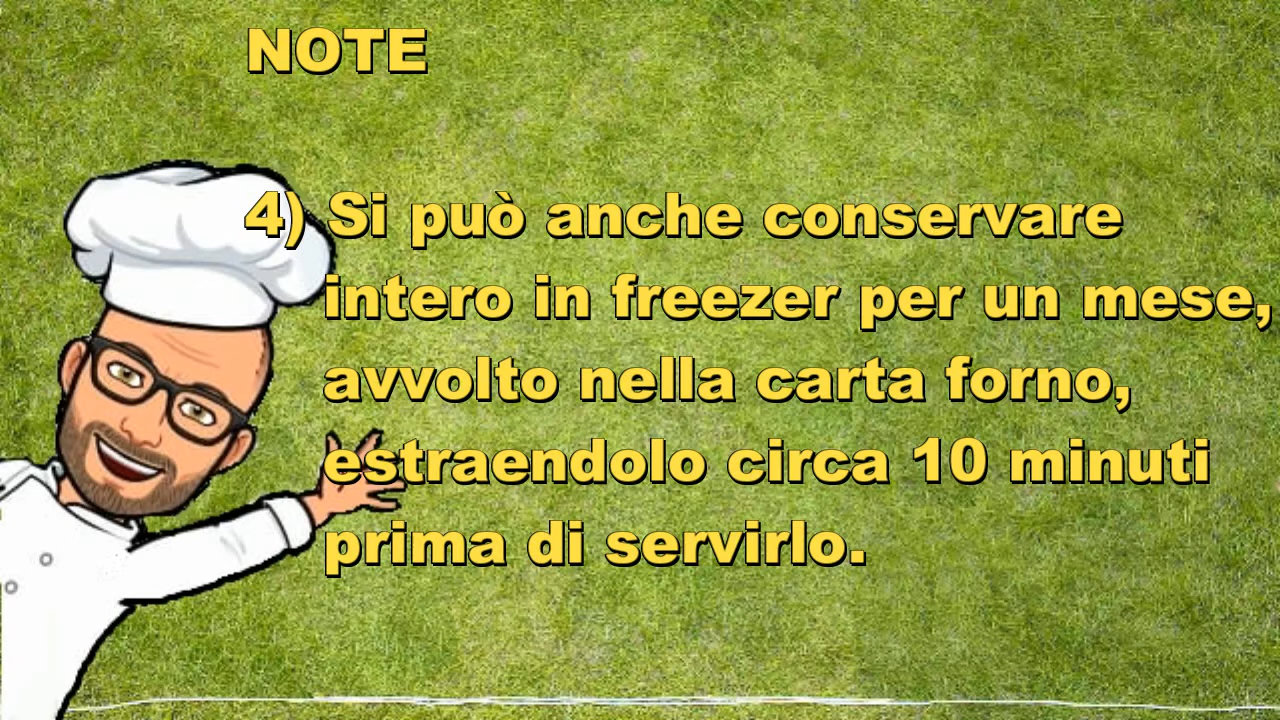 NOTE
4) Si può anche conservare
intero in freezer per un mese,
avvolto nella carta forno,
estraendolo circa 10 minuti
prima di servirlo.